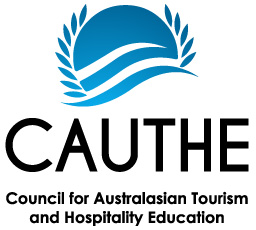 CAUTHE
Council for Australasian Tourism
and Hospitality Education